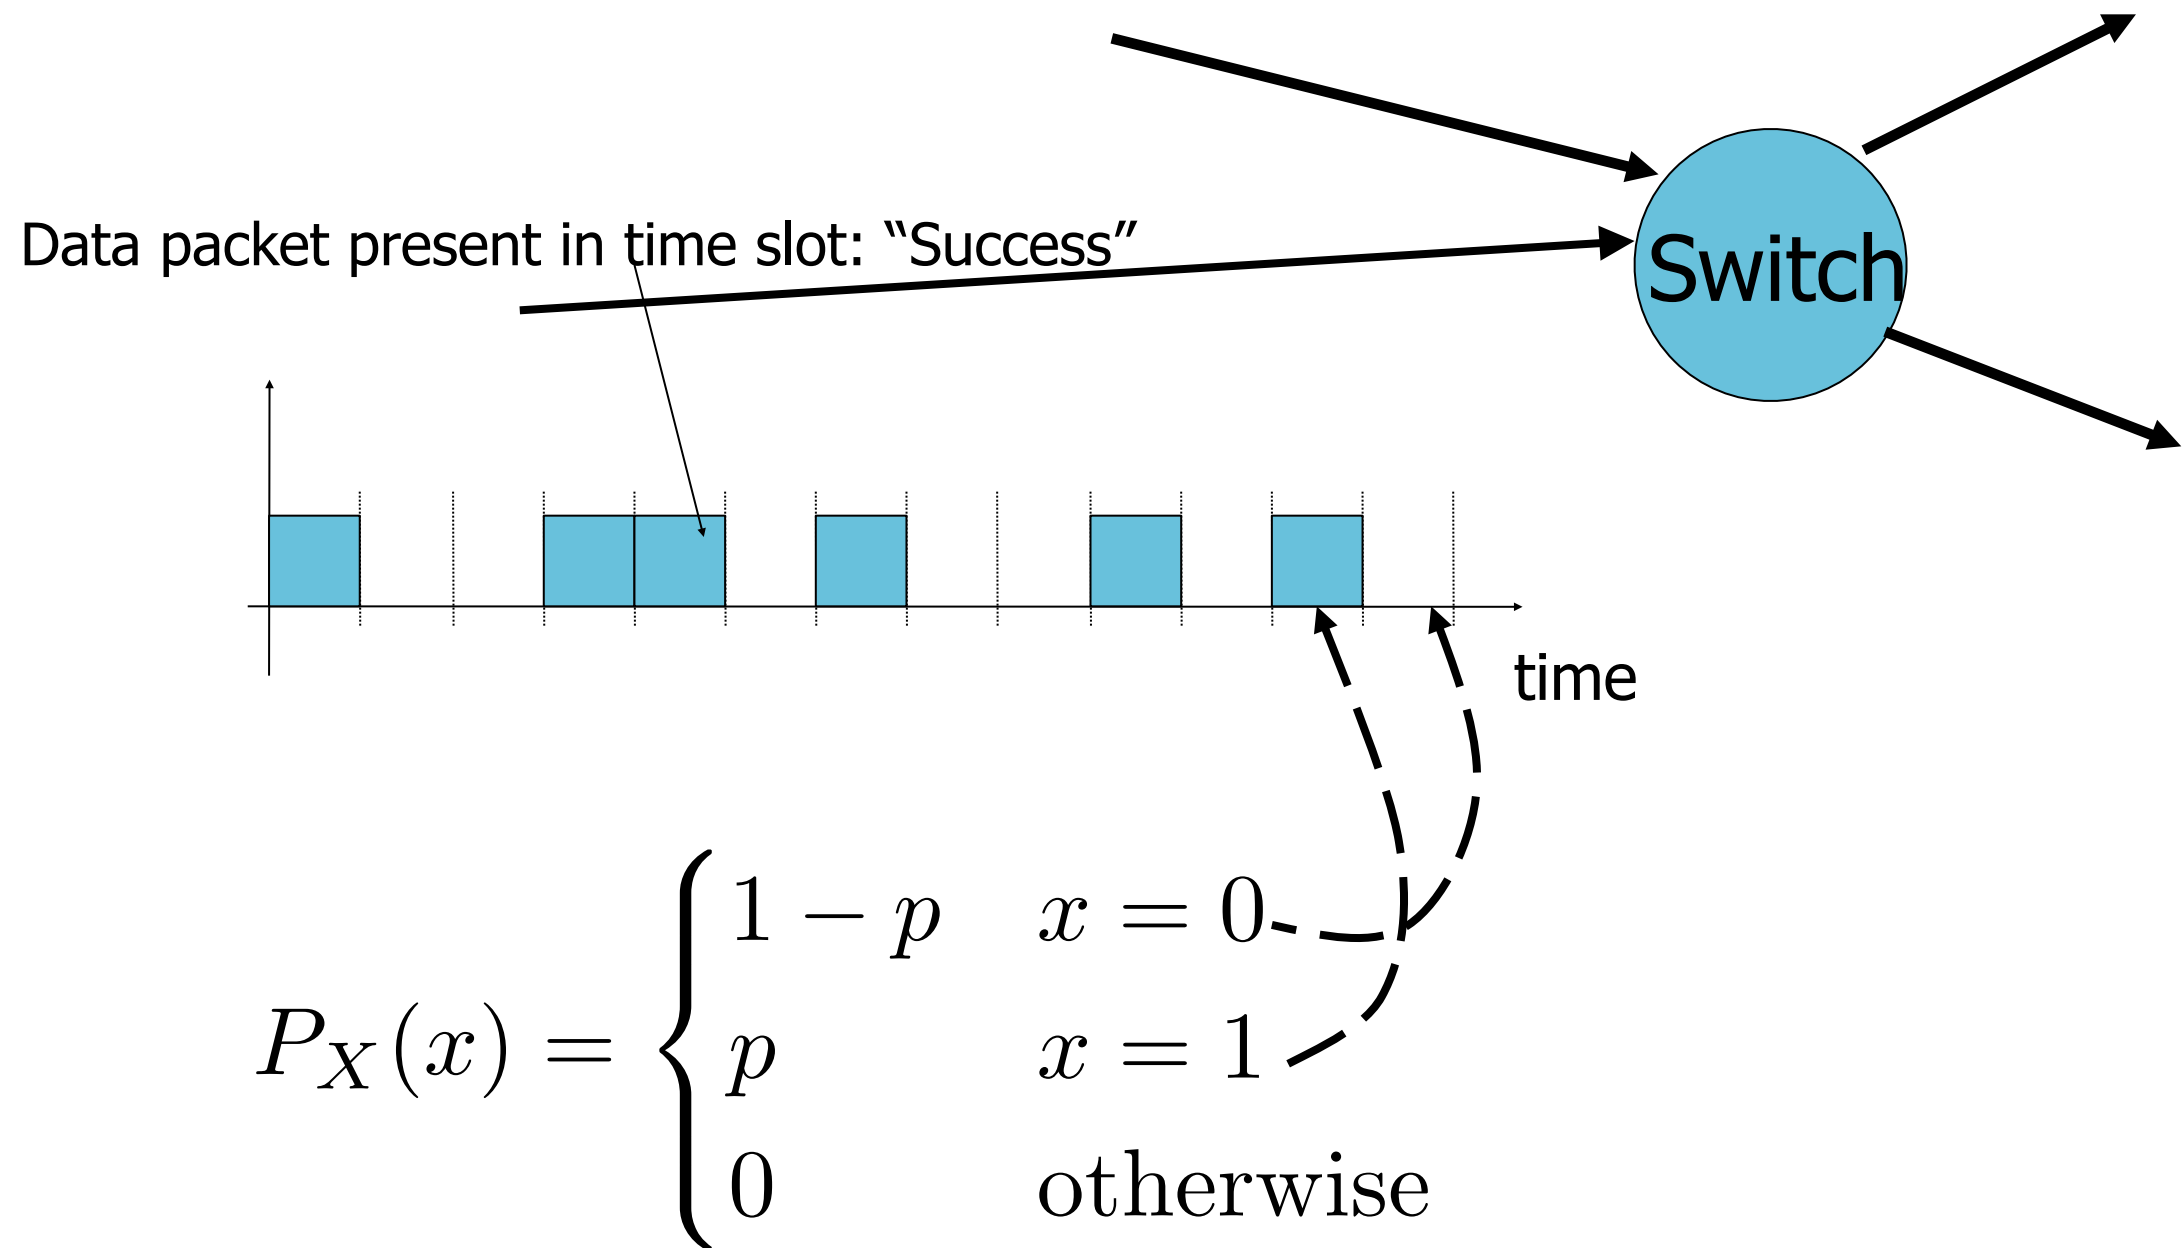 Data packet present in time slot: “Success”
Switch
time
P_X(x) = { 1 − p   x = 0
p   x = 1
0   otherwise